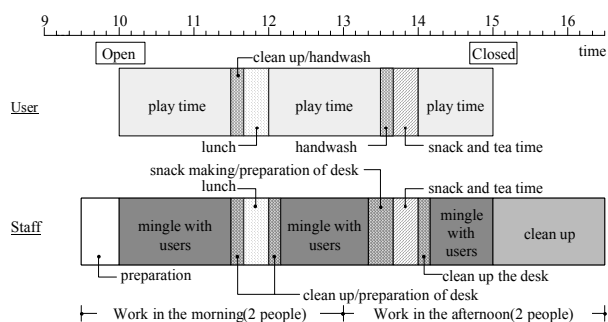 9 10 11 12 13 14 15 16
Open Closed time
clean up/handwash
User
play time play time play time
lunch handwash snack and tea time
snack making/preparation of desk
lunch snack and tea time
Staff
mingle with users
mingle with users
mingle with users
clean up
preparation
clean up the desk
clean up/preparation of desk
Work in the morning(2 people) Work in the afternoon(2 people)